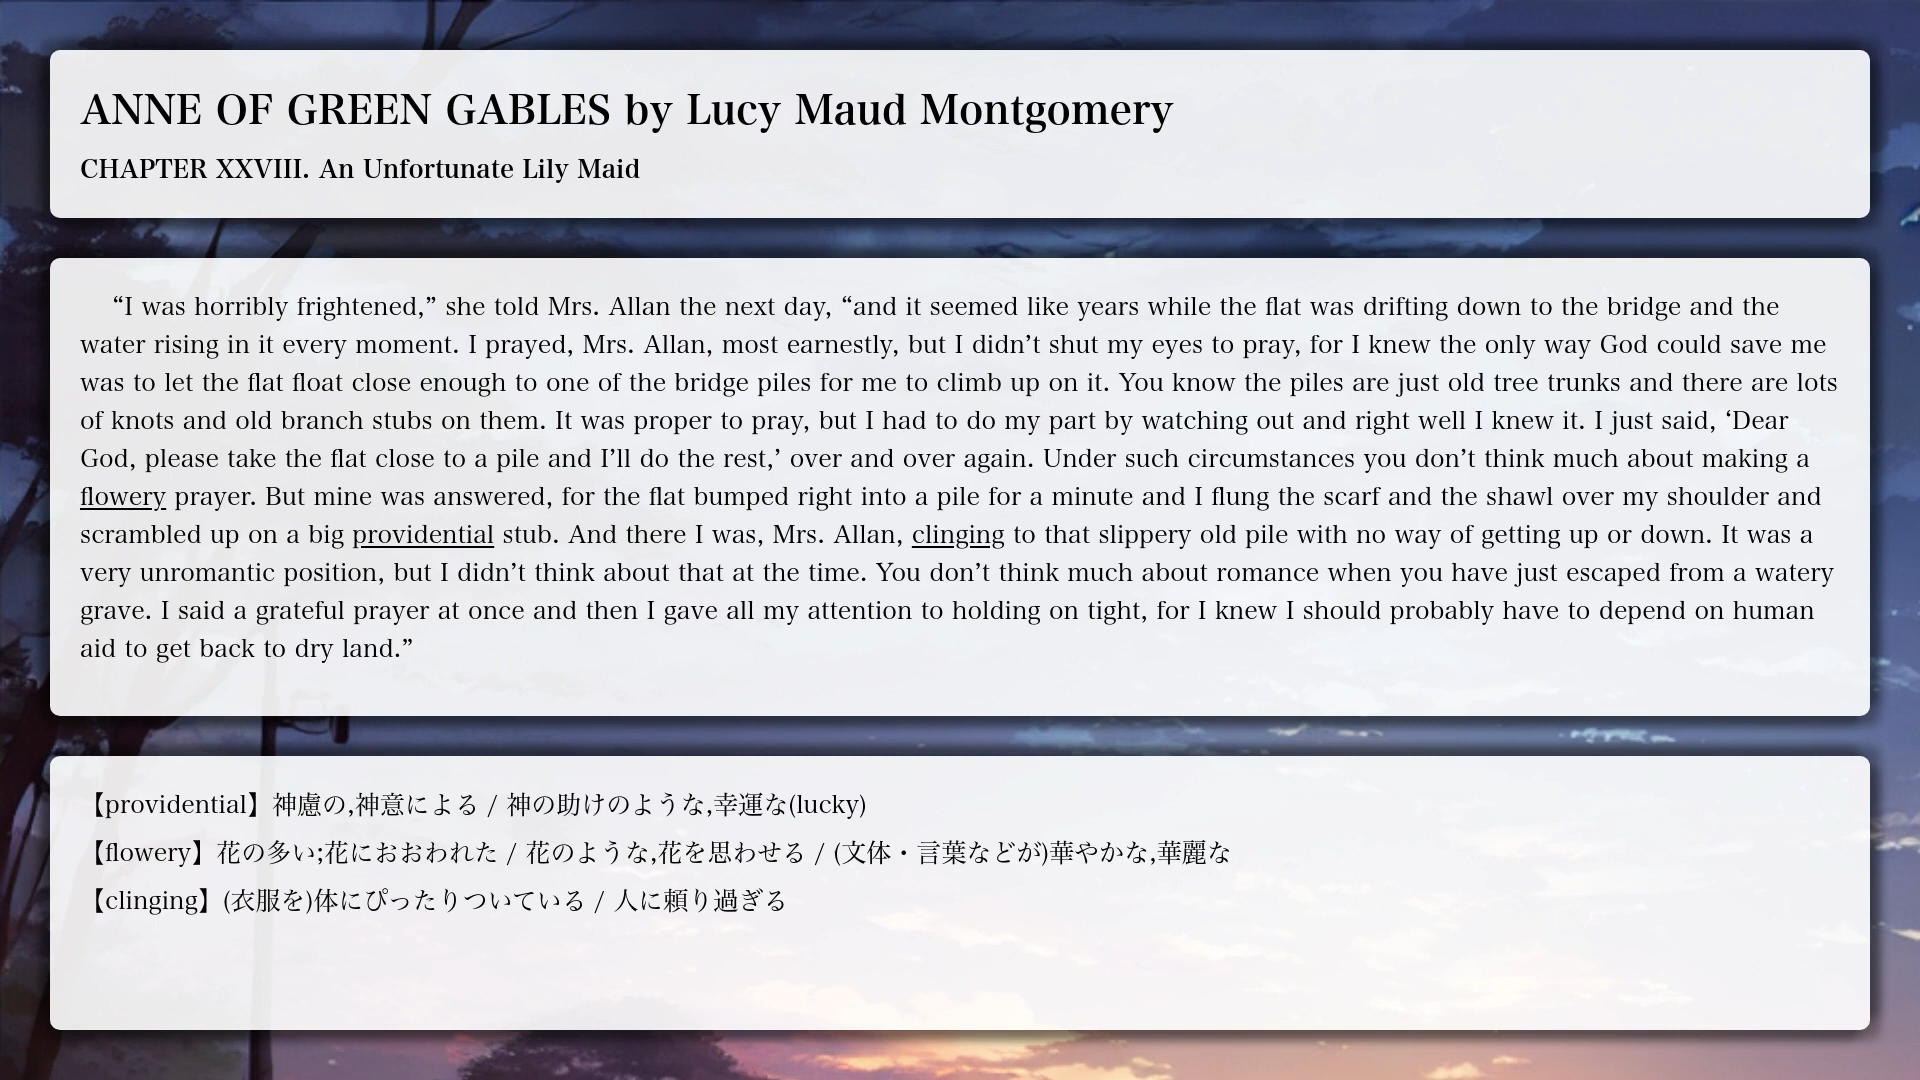 ANNE OF GREEN GABLES by Lucy Maud Montgomery
CHAPTER XXVIII. An Unfortunate Lily Maid
“I was horribly frightened,” she told Mrs. Allan the next day, “and it seemed like years while the flat was drifting down to the bridge and the
water rising in it every moment. I prayed, Mrs. Allan, most earnestly, but I didn’t shut my eyes to pray, for I knew the only way God could save me
was to let the flat float close enough to one of the bridge piles for me to climb up on it. You know the piles are just old tree trunks and there are lots
of knots and old branch stubs on them. It was proper to pray, but I had to do my part by watching out and right well I knew it. I just said, ‘Dear
God, please take the flat close to a pile and I’ll do the rest,’ over and over again. Under such circumstances you don’t think much about making a
flowery prayer. But mine was answered, for the flat bumped right into a pile for a minute and I flung the scarf and the shawl over my shoulder and
scrambled up on a big providential stub. And there I was, Mrs. Allan, clinging to that slippery old pile with no way of getting up or down. It was a
very unromantic position, but I didn’t think about that at the time. You don’t think much about romance when you have just escaped from a watery
grave. I said a grateful prayer at once and then I gave all my attention to holding on tight, for I knew I should probably have to depend on human
aid to get back to dry land.”
【providential】神慮の,神意による / 神の助けのような,幸運な(lucky)
【flowery】花の多い;花におおわれた / 花のような,花を思わせる / (文体・言葉などが)華やかな,華麗な
【clinging】(衣服を)体にぴったりついている / 人に頼り過ぎる